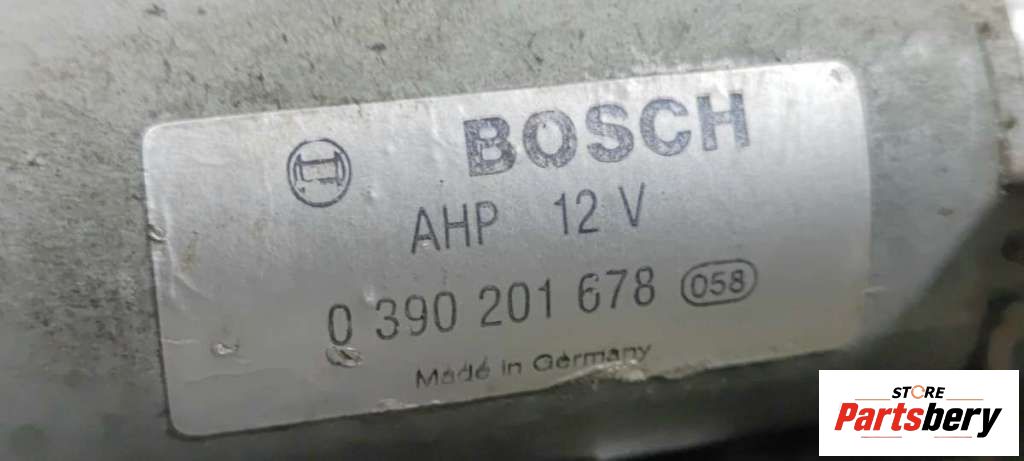 BOSCH
AHP 12 V
0 390 201 678 058
Made in Germany
STORE
Partsbery